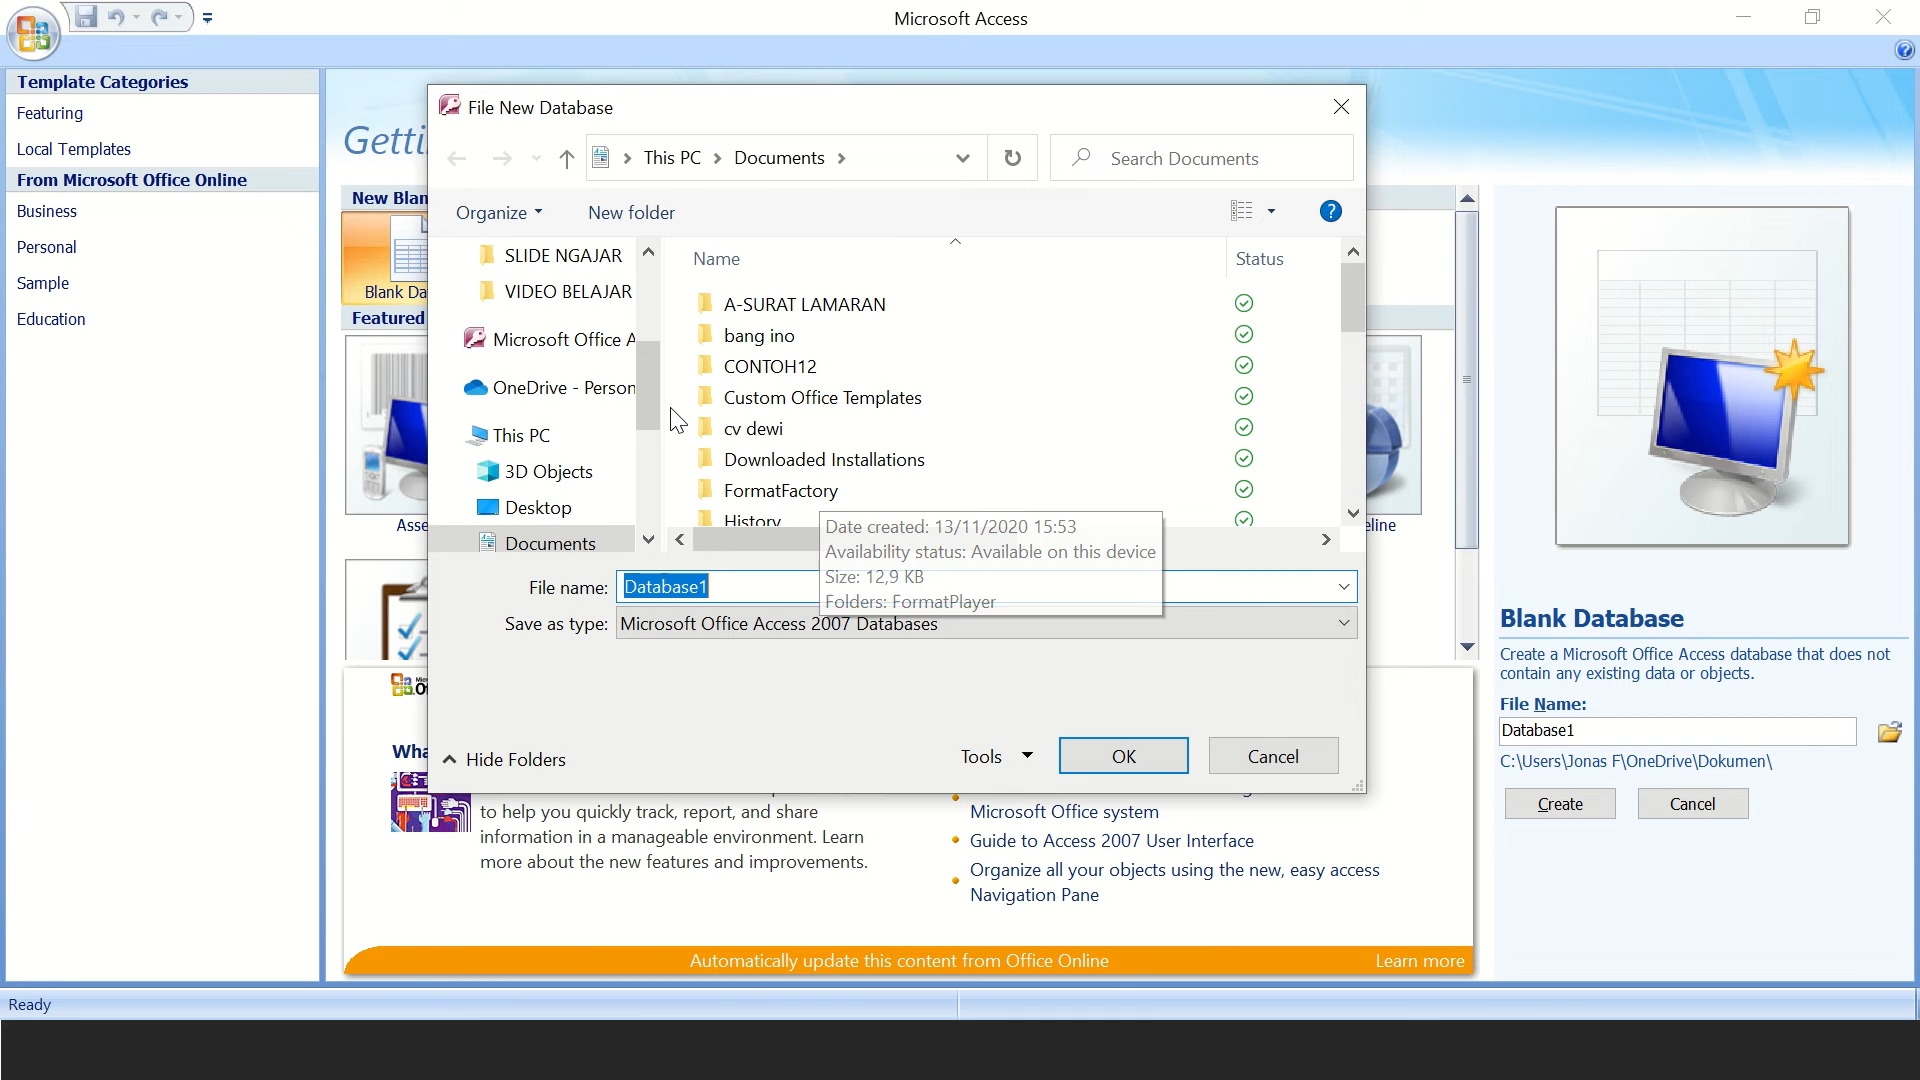 Microsoft Access
Template Categories
Featuring
Local Templates
From Microsoft Office Online
Business
Personal
Sample
Education
Getti
New Blan
Blank Da
Featured
Asse
eline
File New Database
This PC
Documents
Search Documents
Organize
New folder
SLIDE NGAJAR
VIDEO BELAJAR
Microsoft Office A
OneDrive - Person
This PC
3D Objects
Desktop
Documents
Name
Status
A-SURAT LAMARAN
bang ino
CONTOH12
Custom Office Templates
cv dewi
Downloaded Installations
FormatFactory
History
Date created: 13/11/2020 15:53
Availability status: Available on this device
Size: 12,9 KB
Folders: FormatPlayer
File name: Database1
Save as type: Microsoft Office Access 2007 Databases
Hide Folders
Tools
OK
Cancel
Wha
to help you quickly track, report, and share
information in a manageable environment. Learn
more about the new features and improvements.
Microsoft Office system
Guide to Access 2007 User Interface
Organize all your objects using the new, easy access
Navigation Pane
Automatically update this content from Office Online
Learn more
Blank Database
Create a Microsoft Office Access database that does not
contain any existing data or objects.
File Name:
Database1
C:\Users\Jonas F\OneDrive\Dokumen\
Create
Cancel
Ready